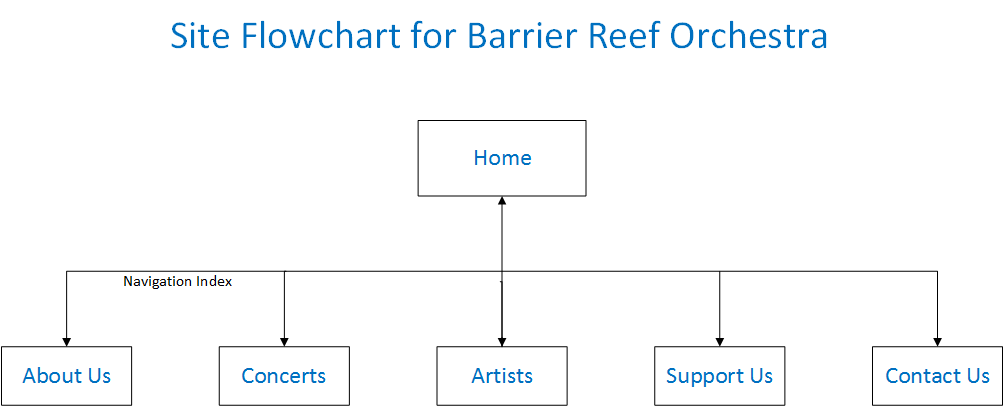 Site Flowchart for Barrier Reef Orchestra
Home
Navigation Index
About Us
Concerts
Artists
Support Us
Contact Us